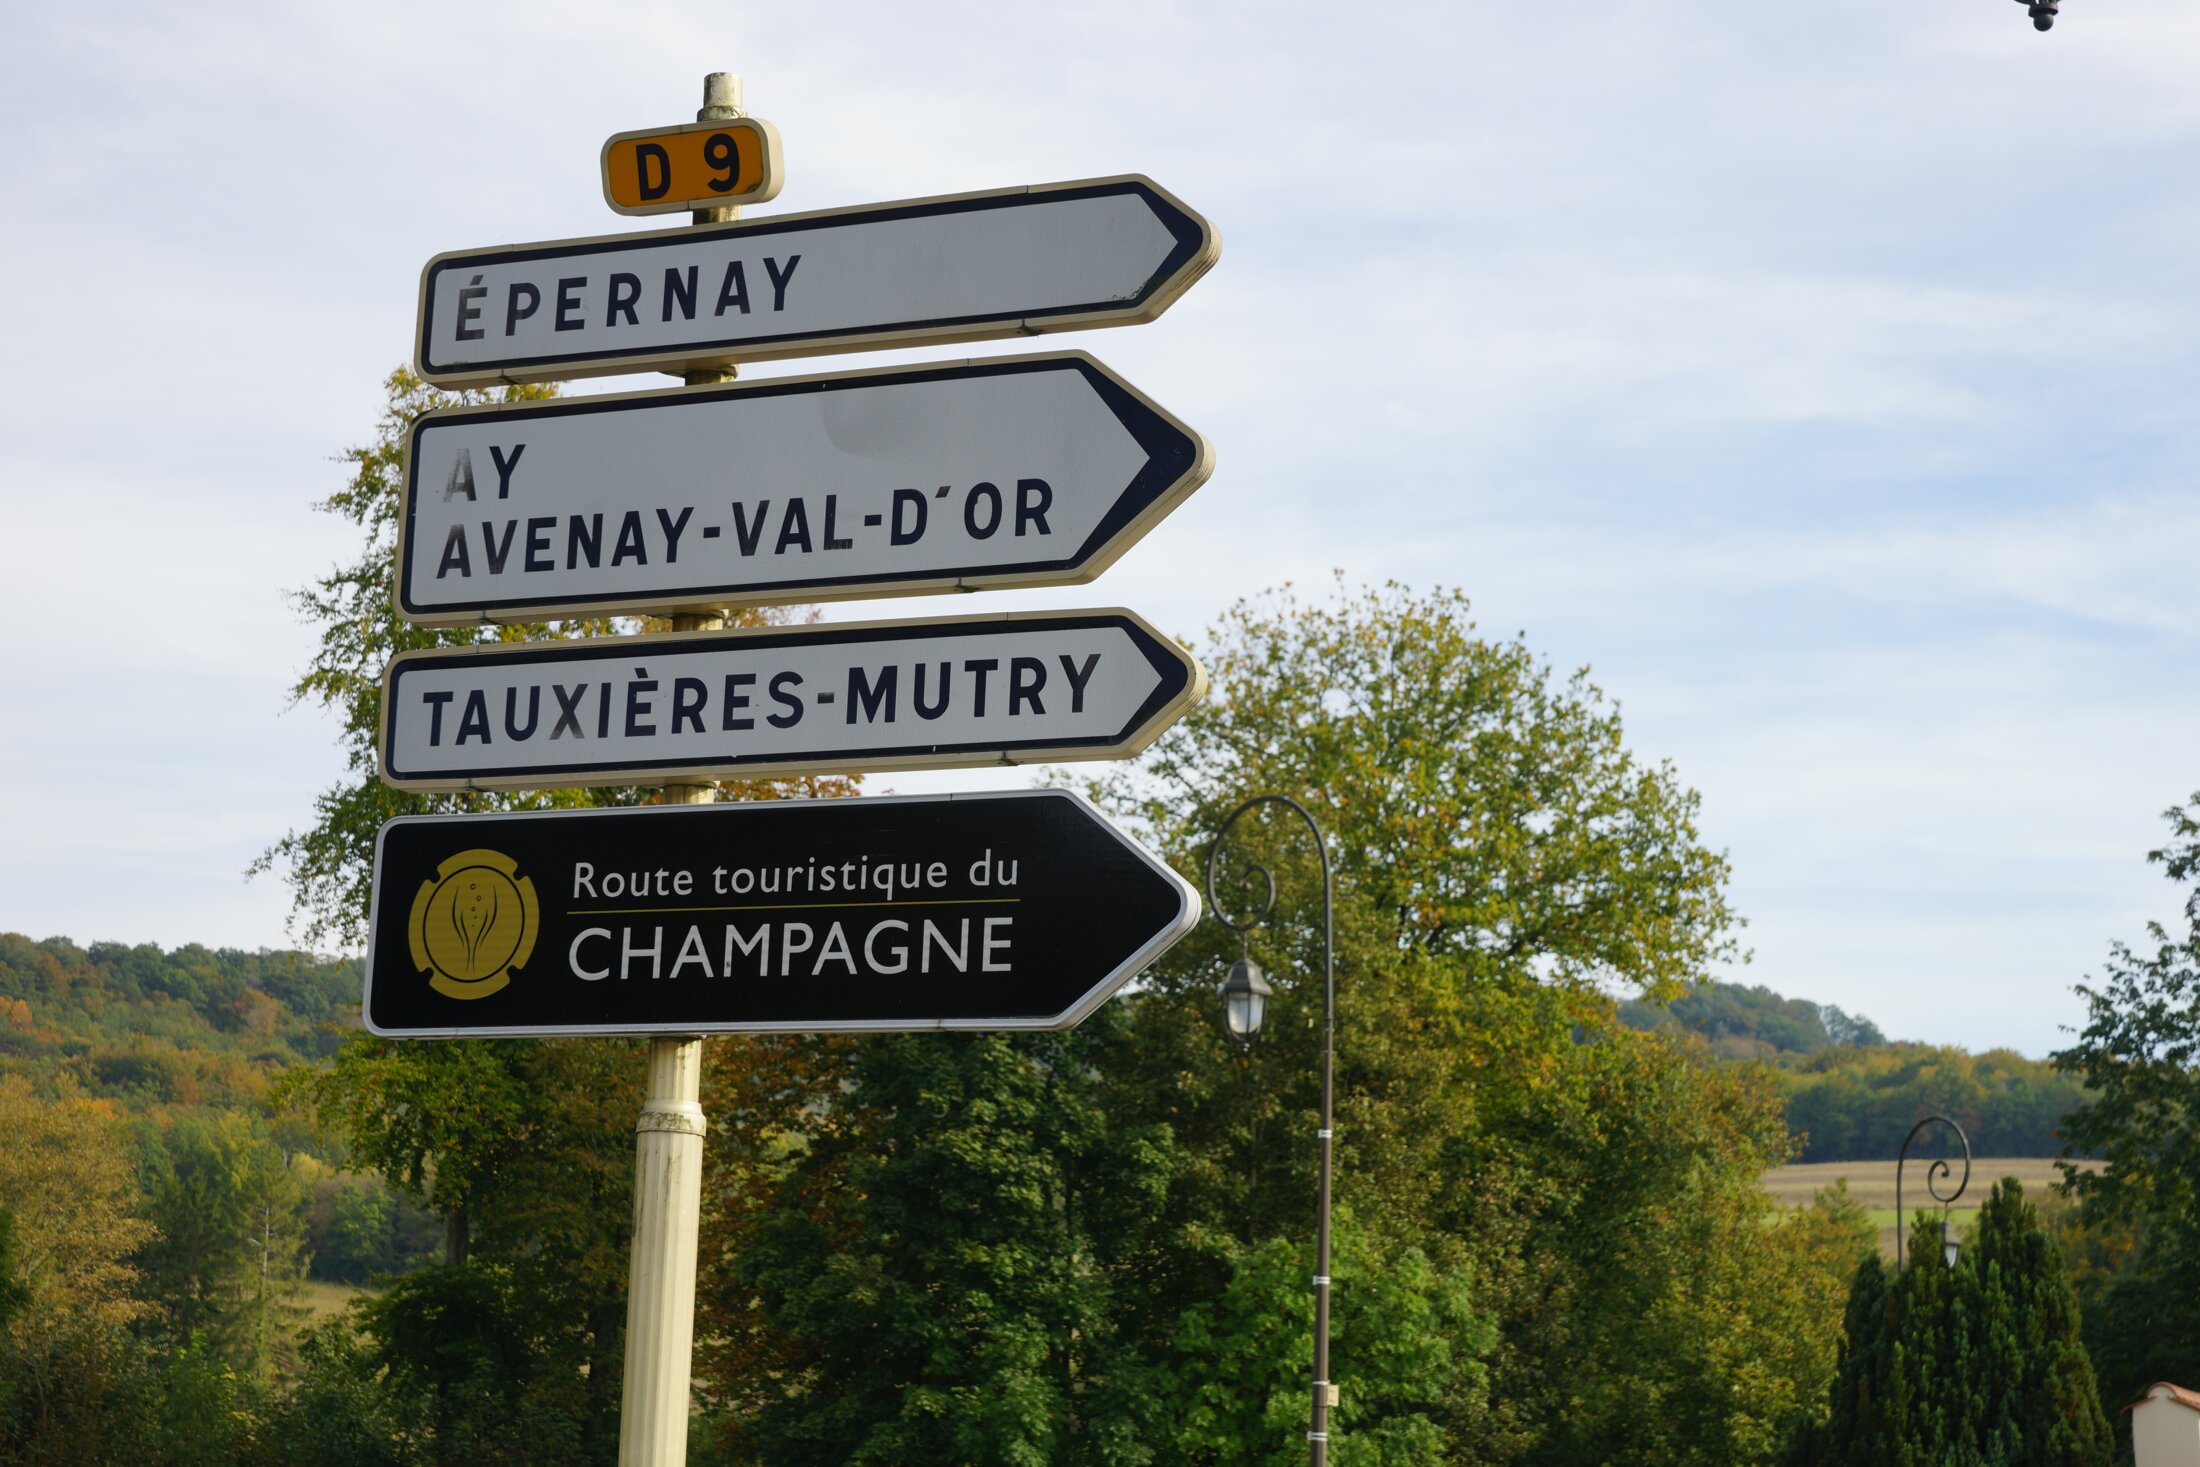 D 9
ÉPERNAY
AY
AVENAY-VAL-D'OR
TAUXIÈRES-MUTRY
Route touristique du
CHAMPAGNE